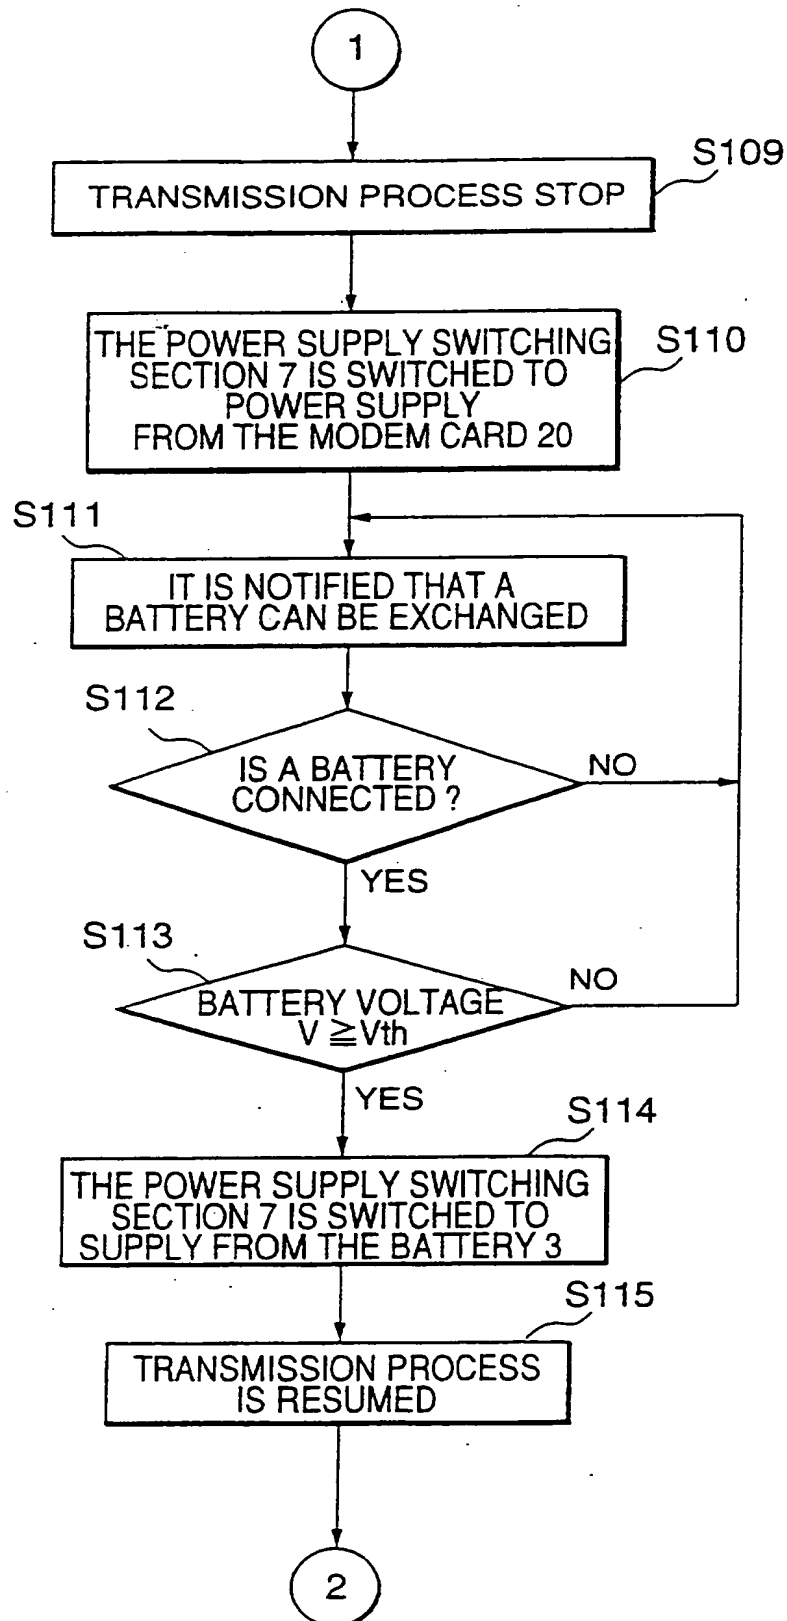 1
S109
TRANSMISSION PROCESS STOP
S110
THE POWER SUPPLY SWITCHING
SECTION 7 IS SWITCHED TO
POWER SUPPLY
FROM THE MODEM CARD 20
S111
IT IS NOTIFIED THAT A
BATTERY CAN BE EXCHANGED
S112
IS A BATTERY
CONNECTED ?
NO
YES
S113
BATTERY VOLTAGE
V ≧ Vth
NO
YES
S114
THE POWER SUPPLY SWITCHING
SECTION 7 IS SWITCHED TO
SUPPLY FROM THE BATTERY 3
S115
TRANSMISSION PROCESS
IS RESUMED
2